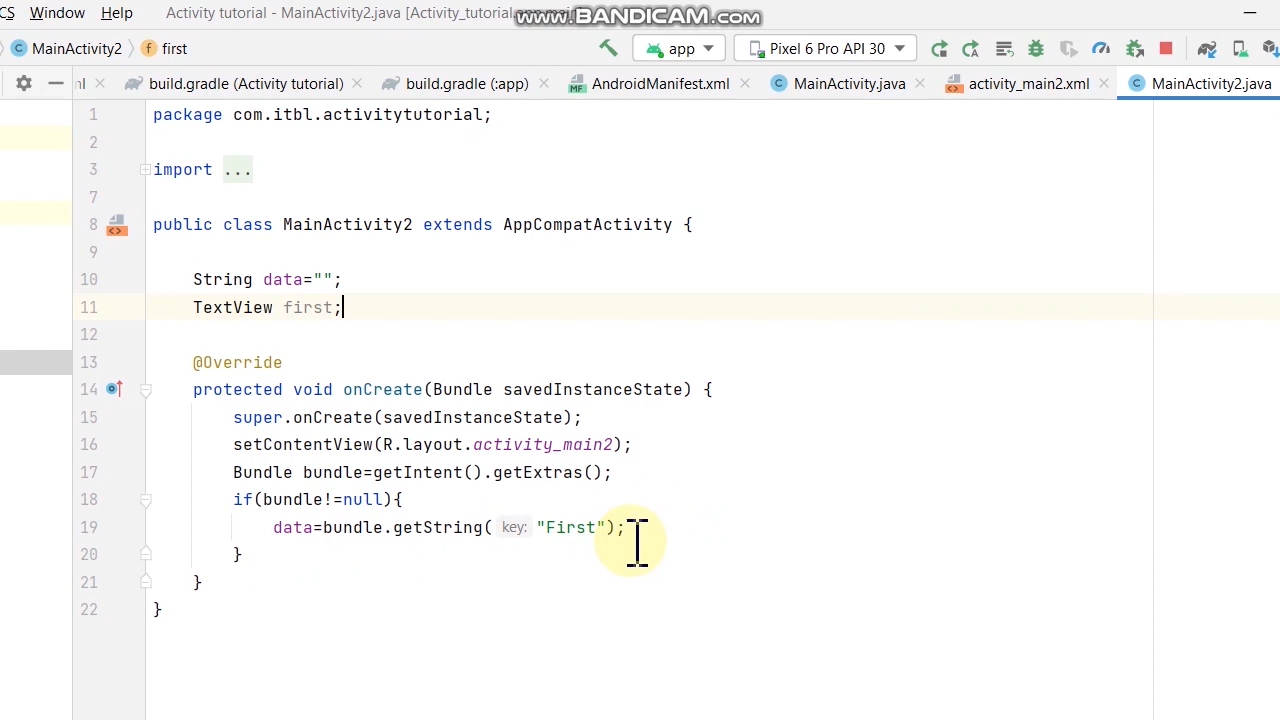 CS Window Help Activity tutorial - MainActivity2.java [Activity_tutorial.app.main]
www.BANDICAM.com
MainActivity2 first app Pixel 6 Pro API 30
ml build.gradle (Activity tutorial) build.gradle (:app) AndroidManifest.xml MainActivity.java activity_main2.xml MainActivity2.java
1 package com.itbl.activitytutorial;
2
3 import ...
7
8 public class MainActivity2 extends AppCompatActivity {
9
10 String data="";
11 TextView first;
12
13 @Override
14 protected void onCreate(Bundle savedInstanceState) {
15 super.onCreate(savedInstanceState);
16 setContentView(R.layout.activity_main2);
17 Bundle bundle=getIntent().getExtras();
18 if(bundle!=null){
19 data=bundle.getString( key: "First");
20 }
21 }
22 }